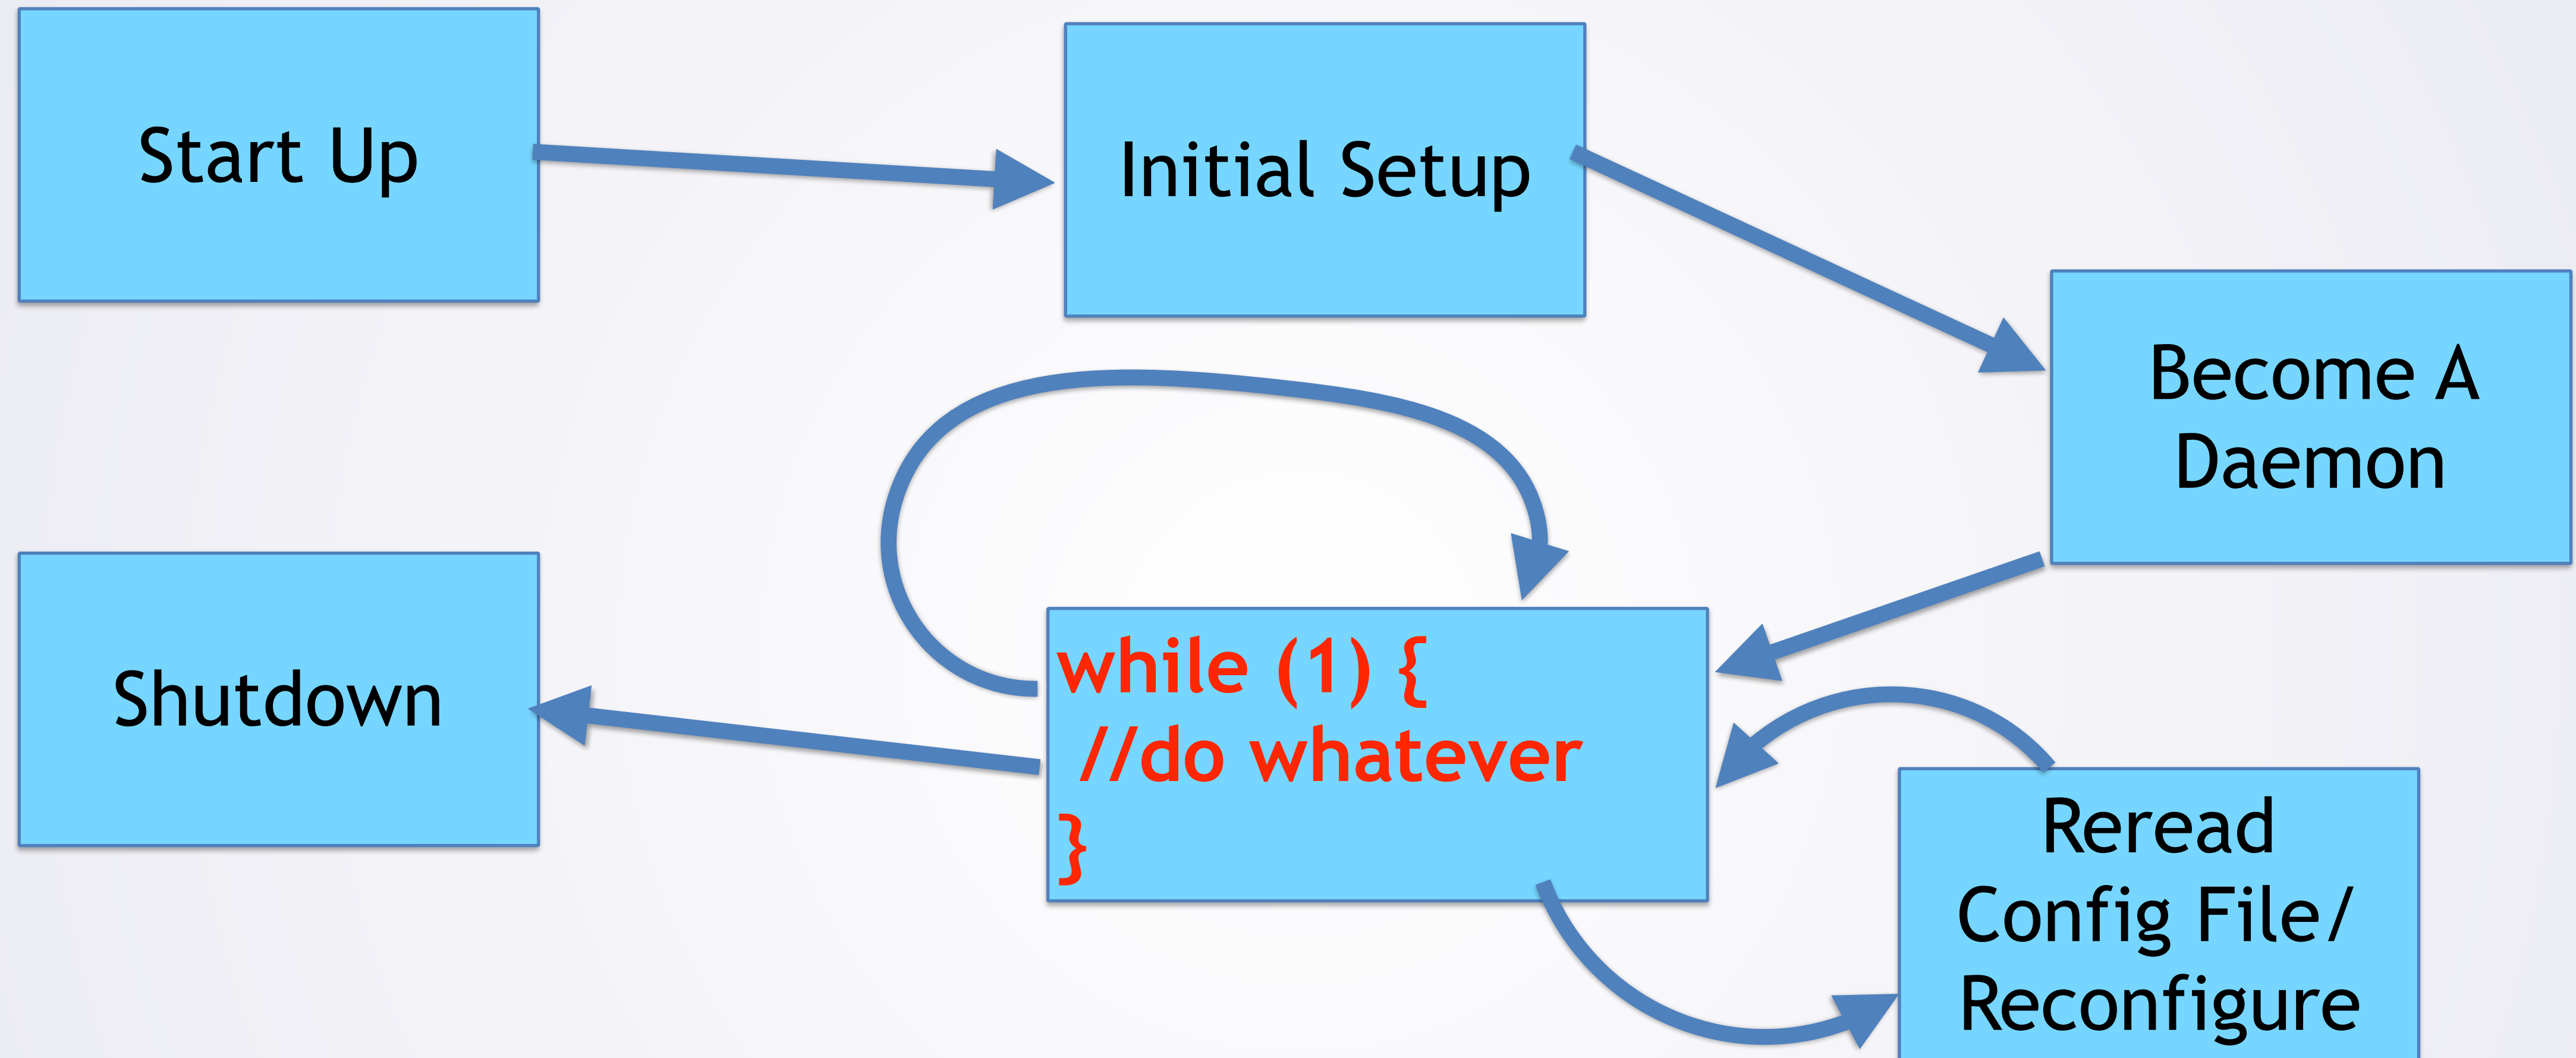 Start Up
Initial Setup
Become A
Daemon
Shutdown
while (1) {
//do whatever
}
Reread
Config File/
Reconfigure